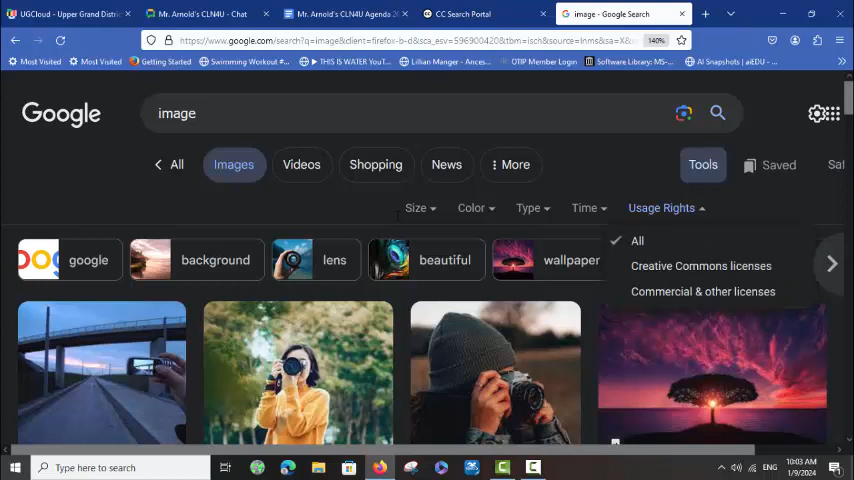 UGCloud - Upper Grand Distric
Mr. Arnold's CLN4U - Chat
Mr. Arnold's CLN4U Agenda 20
CC Search Portal
image - Google Search
https://www.google.com/search?q=image&client=firefox-b-d&sca_esv=596900420&tbm=isch&source=lnms&sa=X&
140%
Most Visited
Most Visited
Getting Started
Swimming Workout #...
THIS IS WATER YouT...
Lillian Manger - Ances...
OTIP Member Login
Software Library: MS-...
AI Snapshots | aiEDU -...
Google
image
All
Images
Videos
Shopping
News
More
Tools
Saved
Saf
Size
Color
Type
Time
Usage Rights
All
Creative Commons licenses
Commercial & other licenses
google
background
lens
beautiful
wallpaper
Type here to search
ENG
10:03 AM
1/9/2024